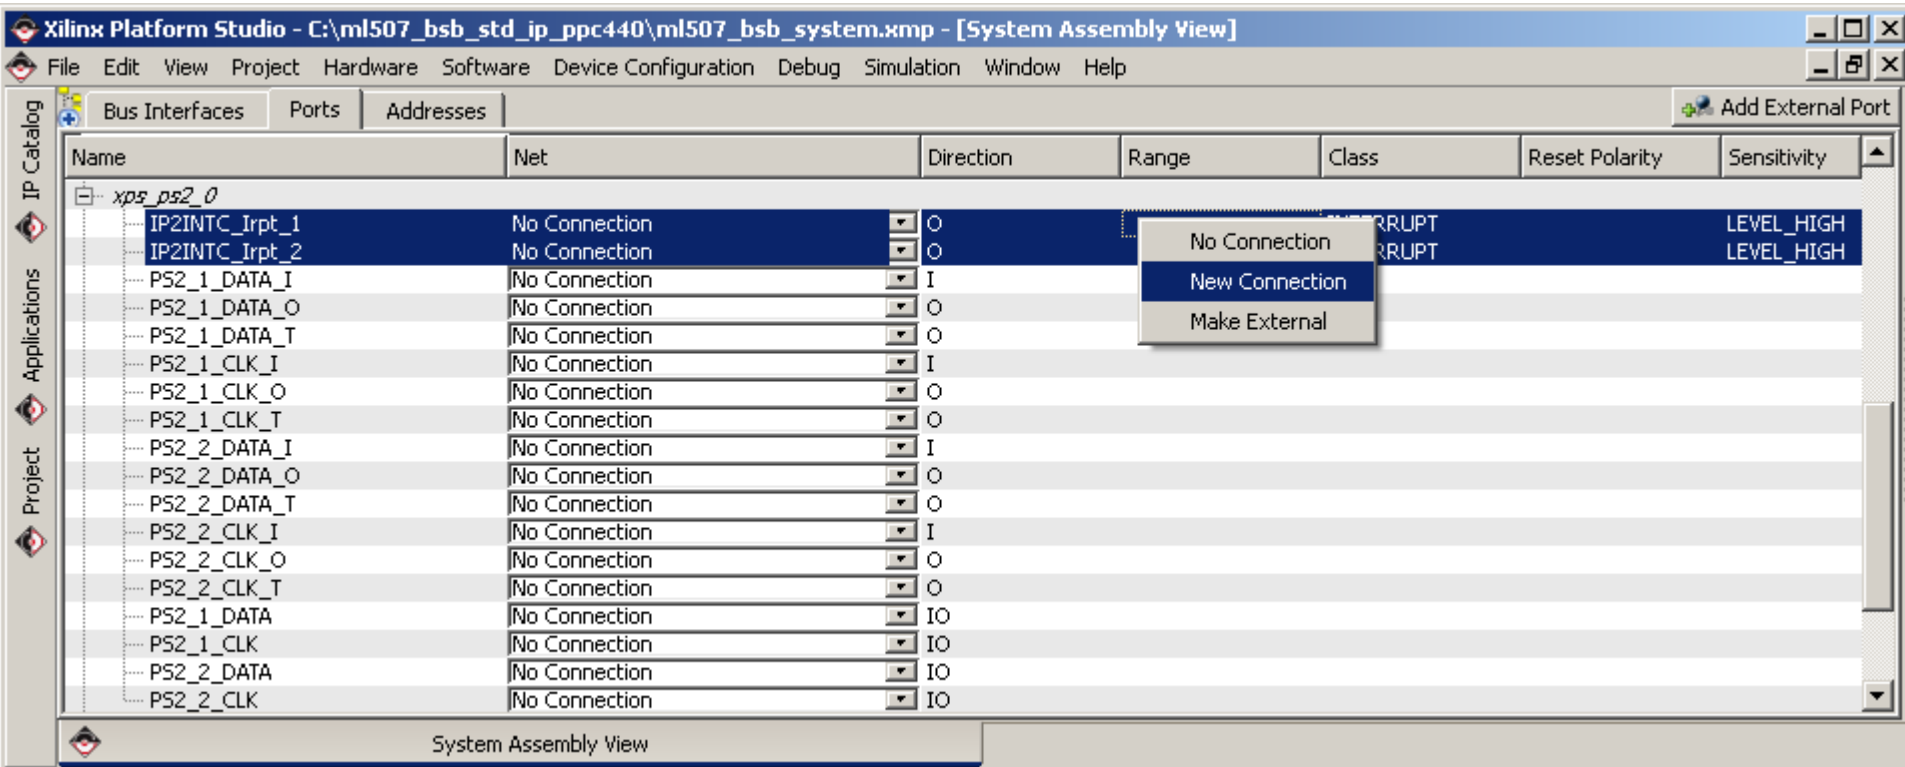 Xilinx Platform Studio - C:\ml507_bsb_std_ip_ppc440\ml507_bsb_system.xmp - [System Assembly View]
File Edit View Project Hardware Software Device Configuration Debug Simulation Window Help
Bus Interfaces Ports Addresses Add External Port
IP Catalog
Applications
Project
Name Net Direction Range Class Reset Polarity Sensitivity
xps_ps2_0
IP2INTC_Irpt_1 No Connection O RRUPT LEVEL_HIGH
IP2INTC_Irpt_2 No Connection O RRUPT LEVEL_HIGH
No Connection
New Connection
Make External
PS2_1_DATA_I No Connection I
PS2_1_DATA_O No Connection O
PS2_1_DATA_T No Connection O
PS2_1_CLK_I No Connection I
PS2_1_CLK_O No Connection O
PS2_1_CLK_T No Connection O
PS2_2_DATA_I No Connection I
PS2_2_DATA_O No Connection O
PS2_2_DATA_T No Connection O
PS2_2_CLK_I No Connection I
PS2_2_CLK_O No Connection O
PS2_2_CLK_T No Connection O
PS2_1_DATA No Connection IO
PS2_1_CLK No Connection IO
PS2_2_DATA No Connection IO
PS2_2_CLK No Connection IO
System Assembly View